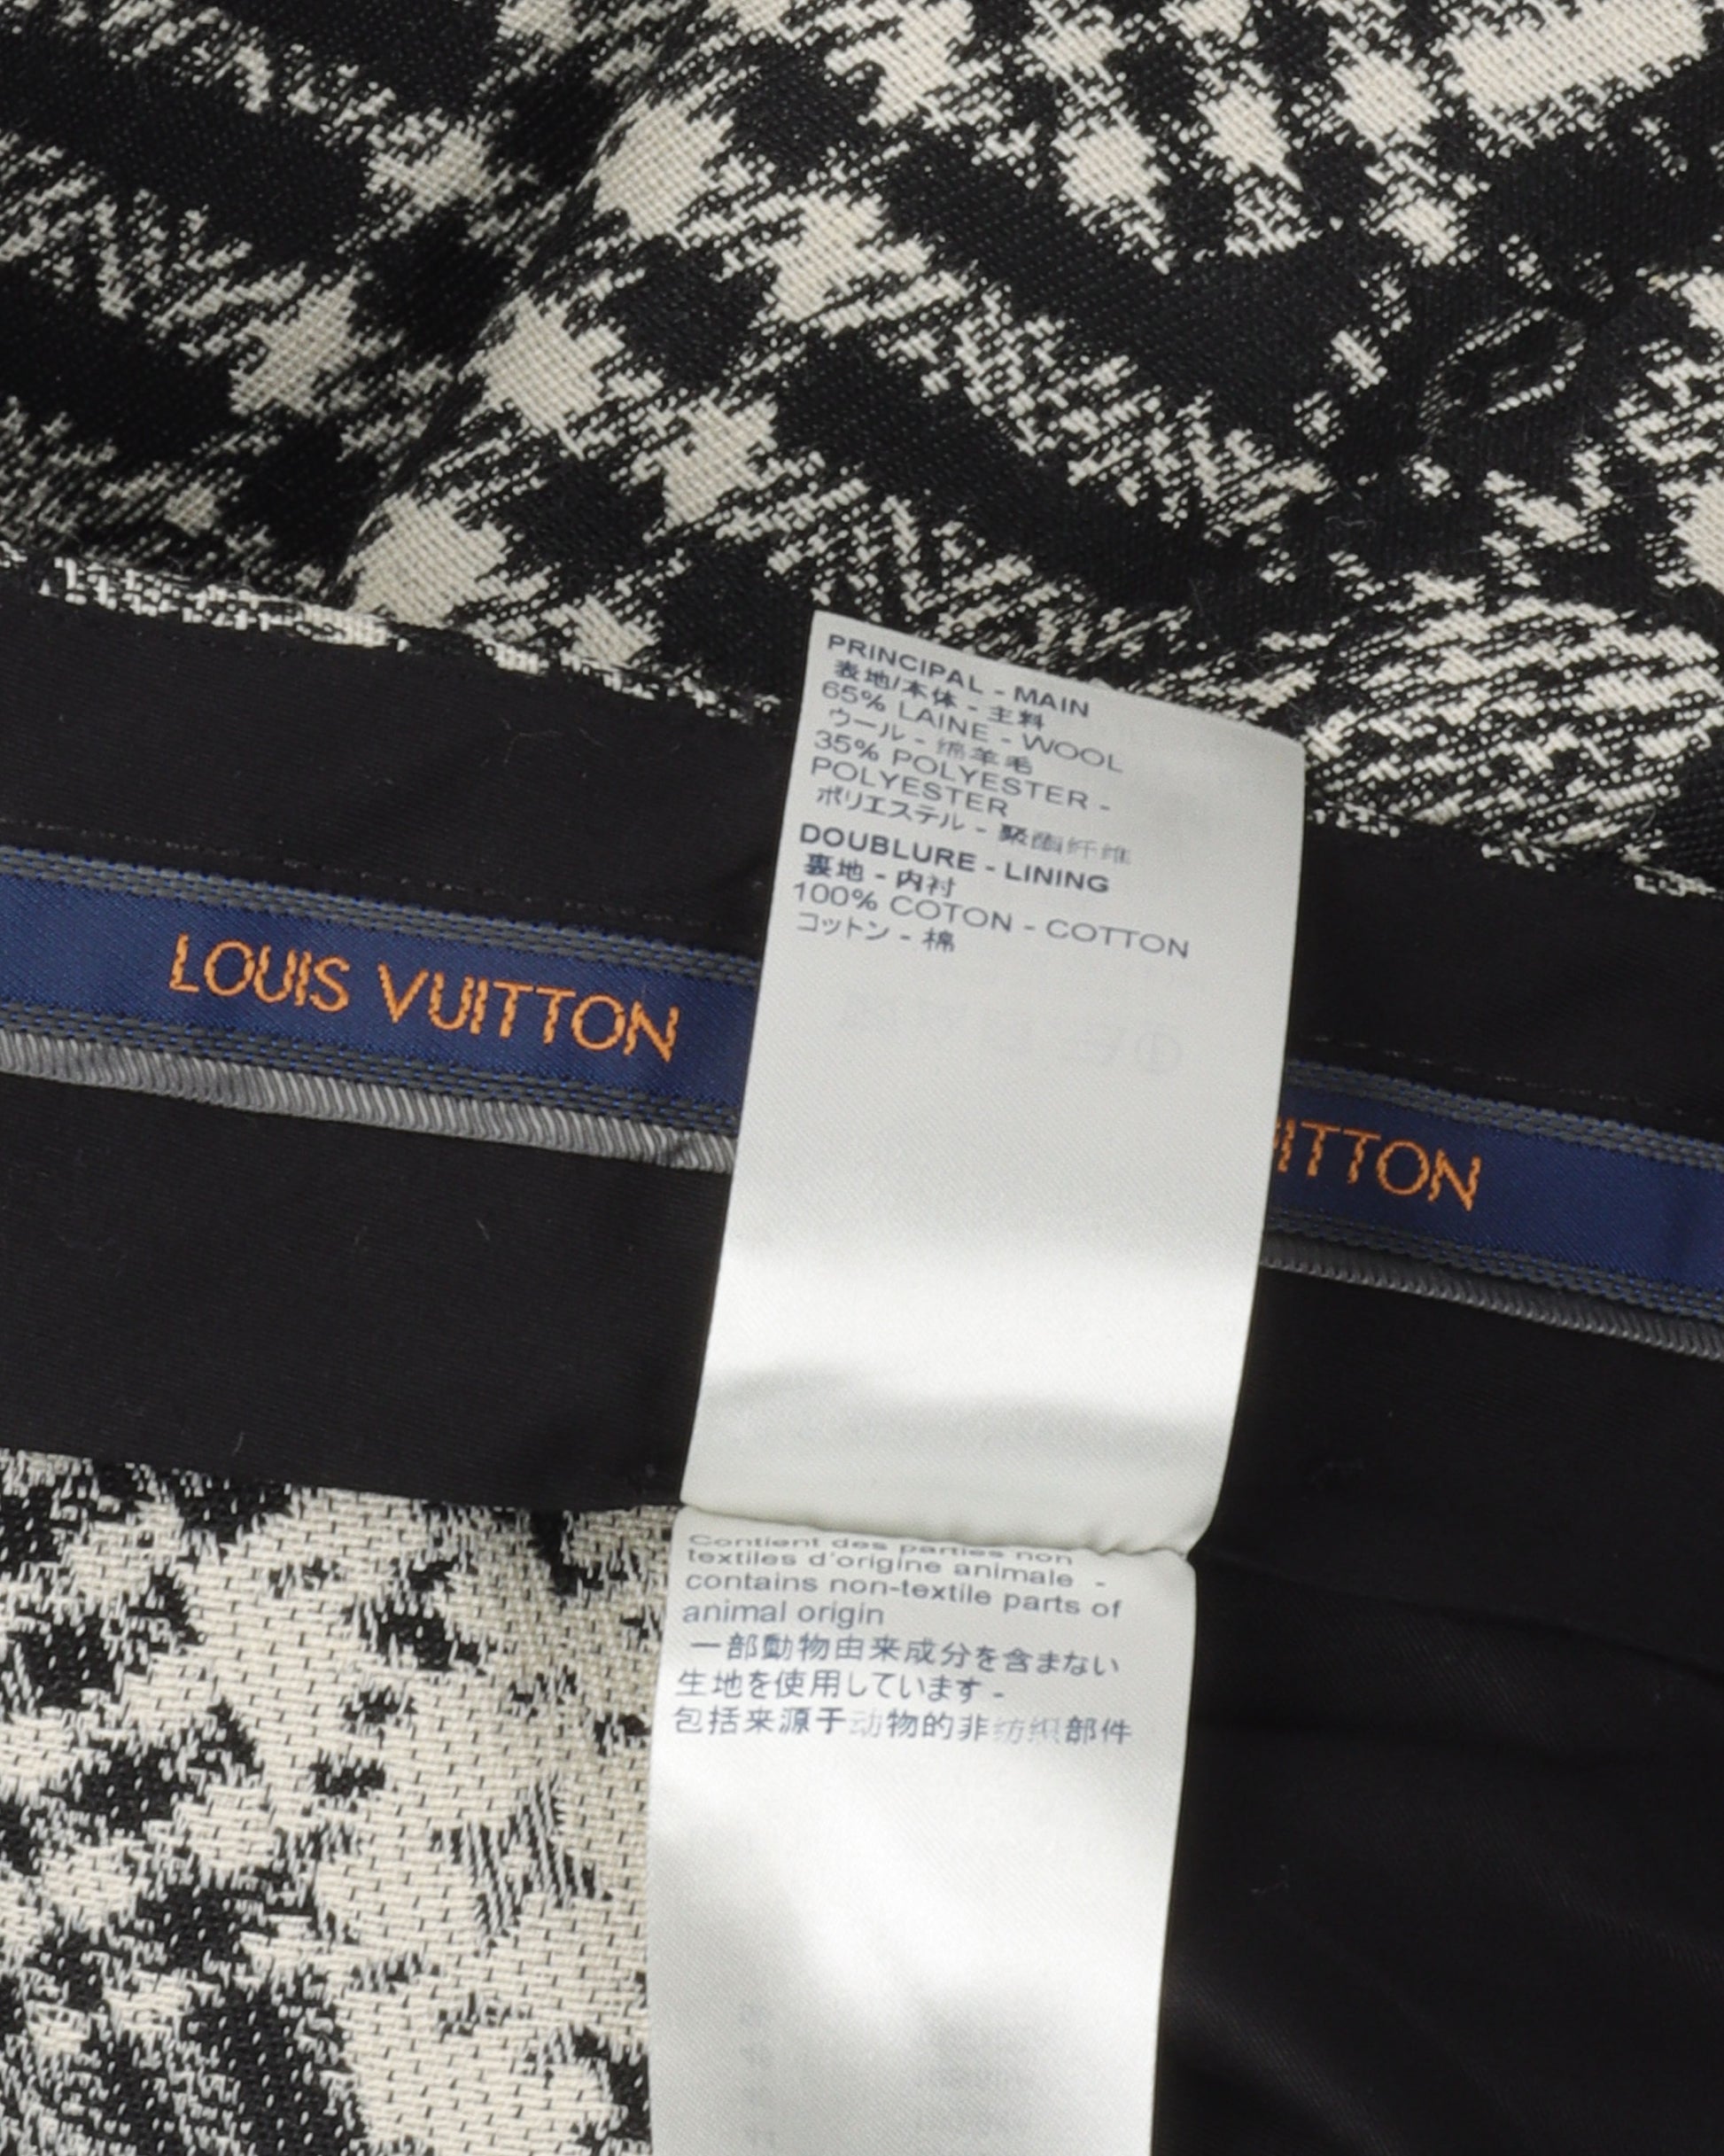 PRINCIPAL - MAIN
表地/本体 - 主料
65% LAINE - WOOL
ウール - 绵羊毛
35% POLYESTER -
POLYESTER
ポリエステル - 聚酯纤维
DOUBLURE - LINING
裏地 - 内衬
100% COTON - COTTON
コットン - 棉
LOUIS VUITTON
UITTON
Contient des parties non
textiles d'origine animale -
contains non-textile parts of
animal origin
一部動物由来成分を含まない
生地を使用しています -
包括来源于动物的非纺织部件